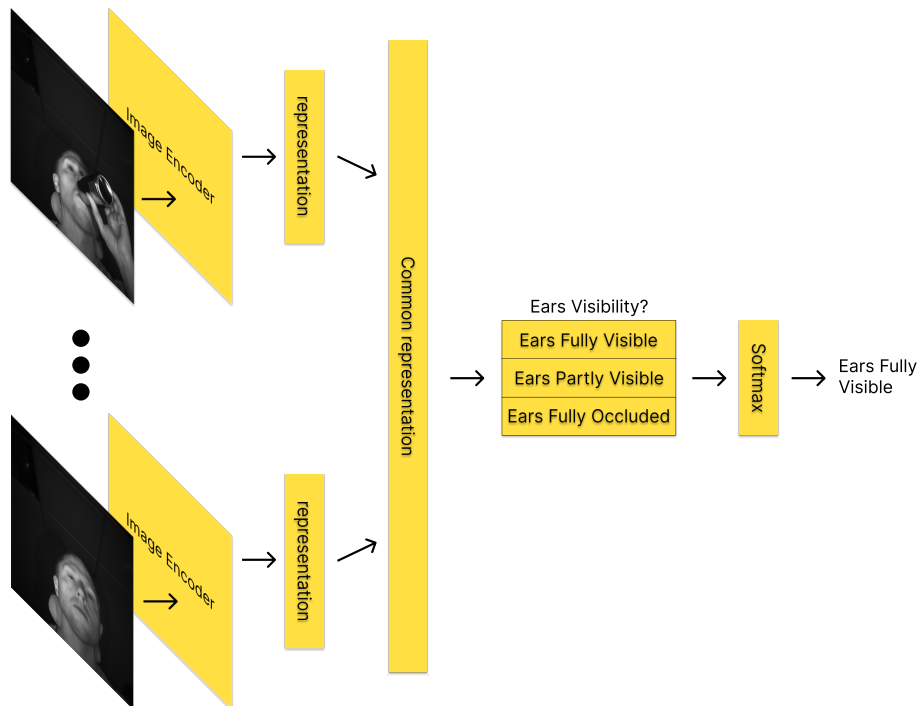 Image Encoder
representation
Common representation
Image Encoder
representation
Ears Visibility?
Ears Fully Visible
Ears Partly Visible
Ears Fully Occluded
Softmax
Ears Fully
Visible